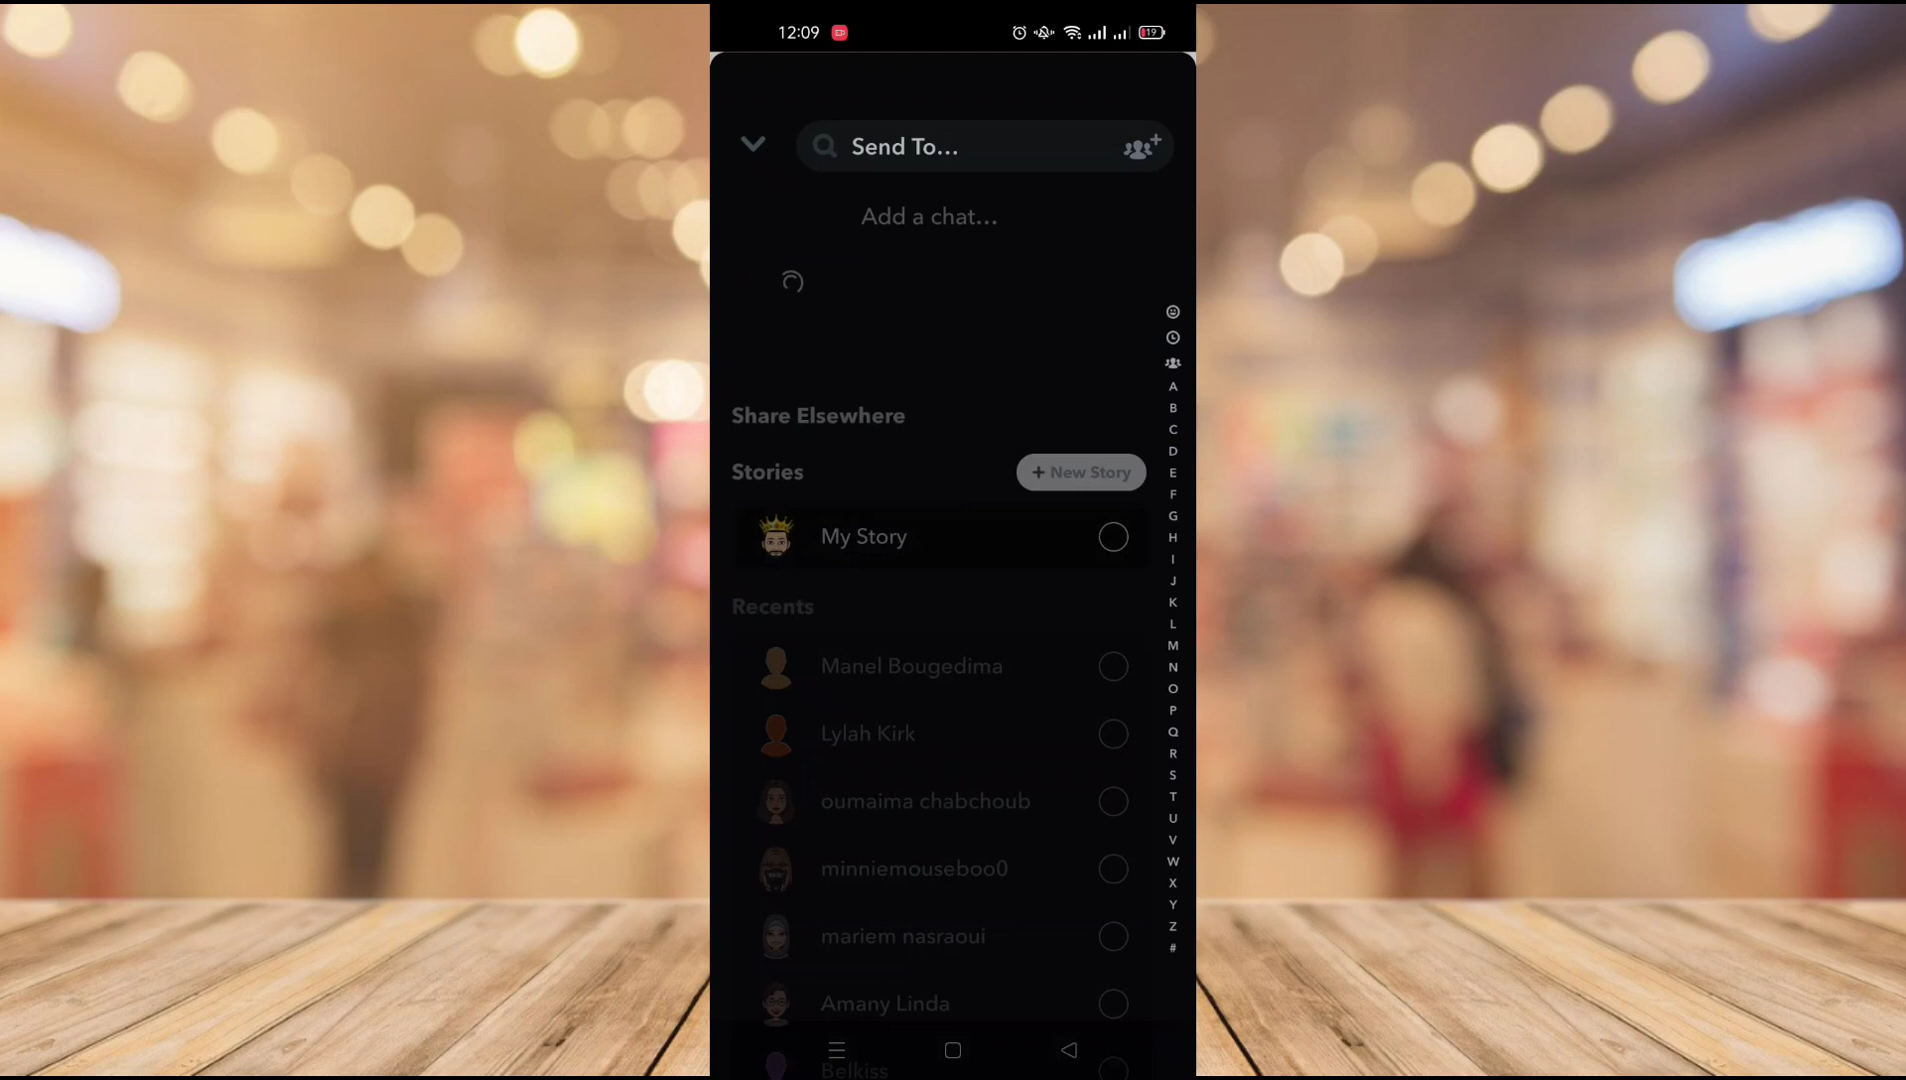 12:09
19
Send To...
Add a chat...
Share Elsewhere
Stories
+ New Story
My Story
Recents
Manel Bougedima
Lylah Kirk
oumaima chabchoub
minniemouseboo0
mariem nasraoui
Amany Linda
Belkiss
A
B
C
D
E
F
G
H
I
J
K
L
M
N
O
P
Q
R
S
T
U
V
W
X
Y
Z
#